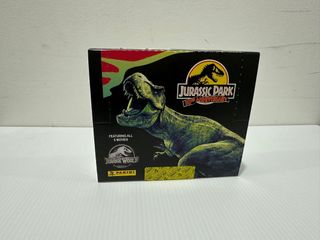 JURASSIC PARK
30TH ANNIVERSARY
FEATURING ALL
6 MOVIES!
JURASSIC WORLD
PANINI